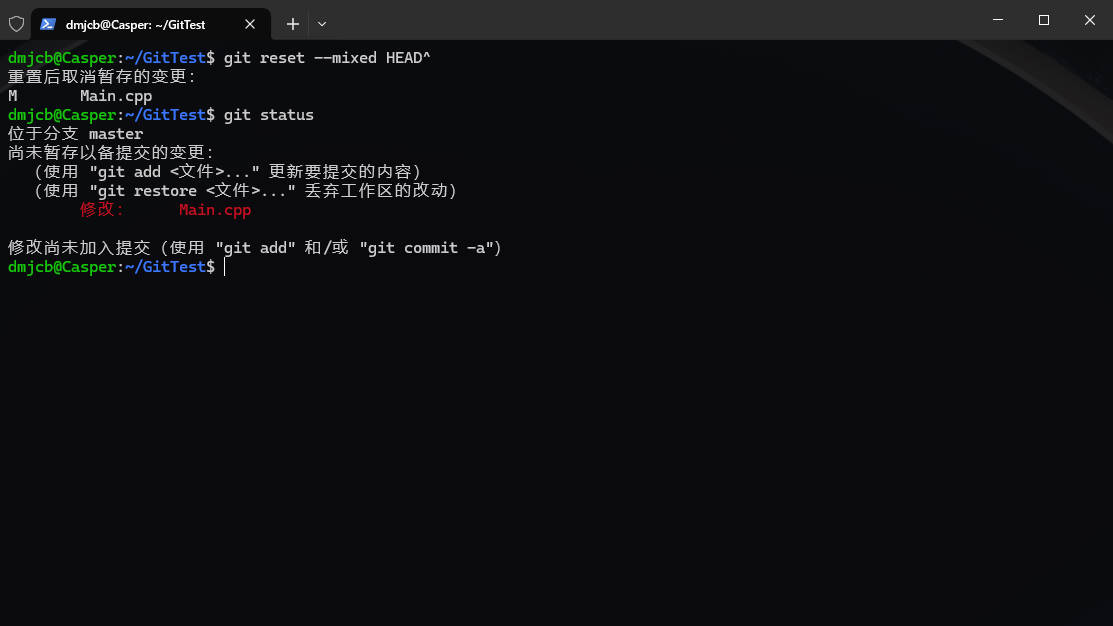 dmjcb@Casper: ~/GitTest
dmjcb@Casper:~/GitTest$ git reset --mixed HEAD^
重置后取消暂存的变更：
M       Main.cpp
dmjcb@Casper:~/GitTest$ git status
位于分支 master
尚未暂存以备提交的变更：
  （使用 "git add <文件>..." 更新要提交的内容）
  （使用 "git restore <文件>..." 丢弃工作区的改动）
        修改：     Main.cpp
修改尚未加入提交（使用 "git add" 和/或 "git commit -a"）
dmjcb@Casper:~/GitTest$